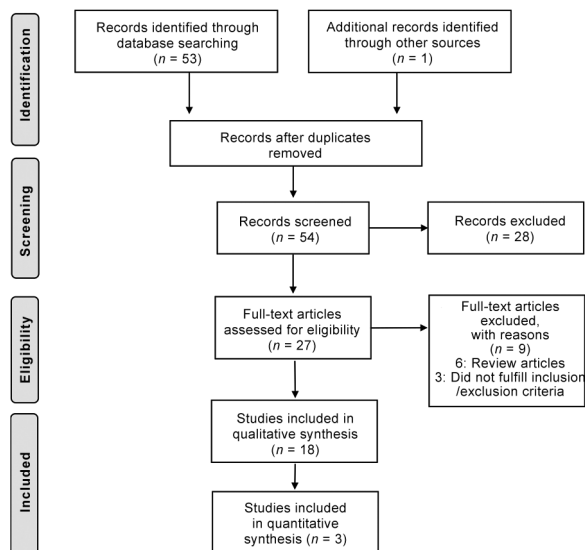 Identification
Records identified through
database searching
(n = 53)
Additional records identified
through other sources
(n = 1)
Records after duplicates
removed
Screening
Records screened
(n = 54)
Records excluded
(n = 28)
Eligibility
Full-text articles
assessed for eligibility
(n = 27)
Full-text articles
excluded,
with reasons
(n = 9)
6: Review articles
3: Did not fulfill inclusion
/exclusion criteria
Included
Studies included in
qualitative synthesis
(n = 18)
Studies included
in quantitative
synthesis (n = 3)